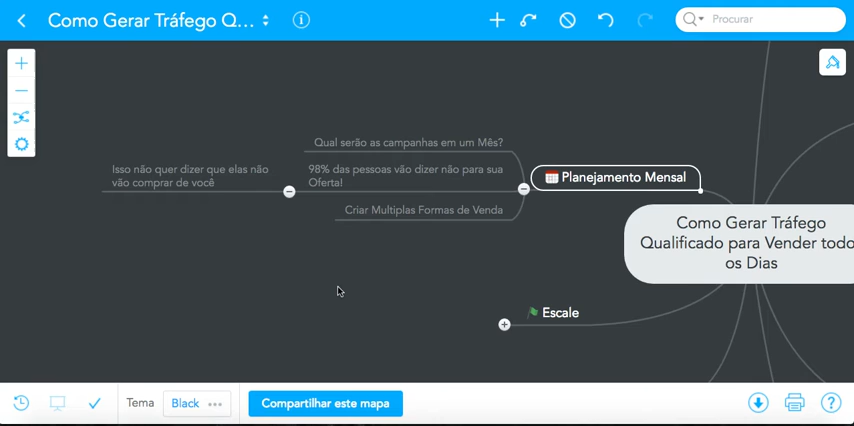 Como Gerar Tráfego Q...
Procurar
Qual serão as campanhas em um Mês?
Isso não quer dizer que elas não
vão comprar de você
98% das pessoas vão dizer não para sua
Oferta!
Planejamento Mensal
Criar Multiplas Formas de Venda
Como Gerar Tráfego
Qualificado para Vender todo
os Dias
Escale
Tema
Black
Compartilhar este mapa